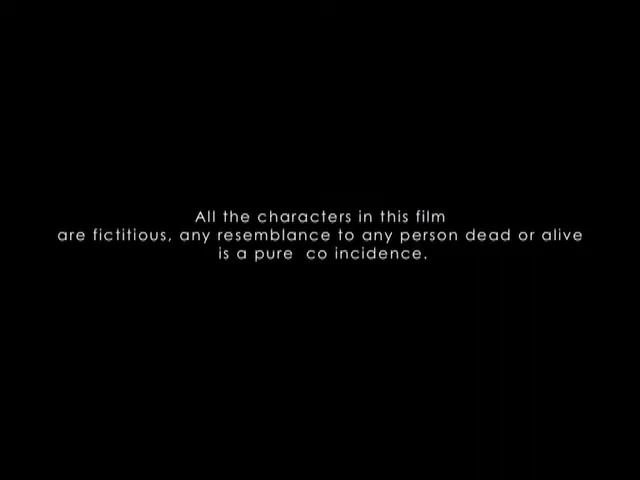 All the characters in this film
are fictitious, any resemblance to any person dead or alive
is a pure  co incidence.